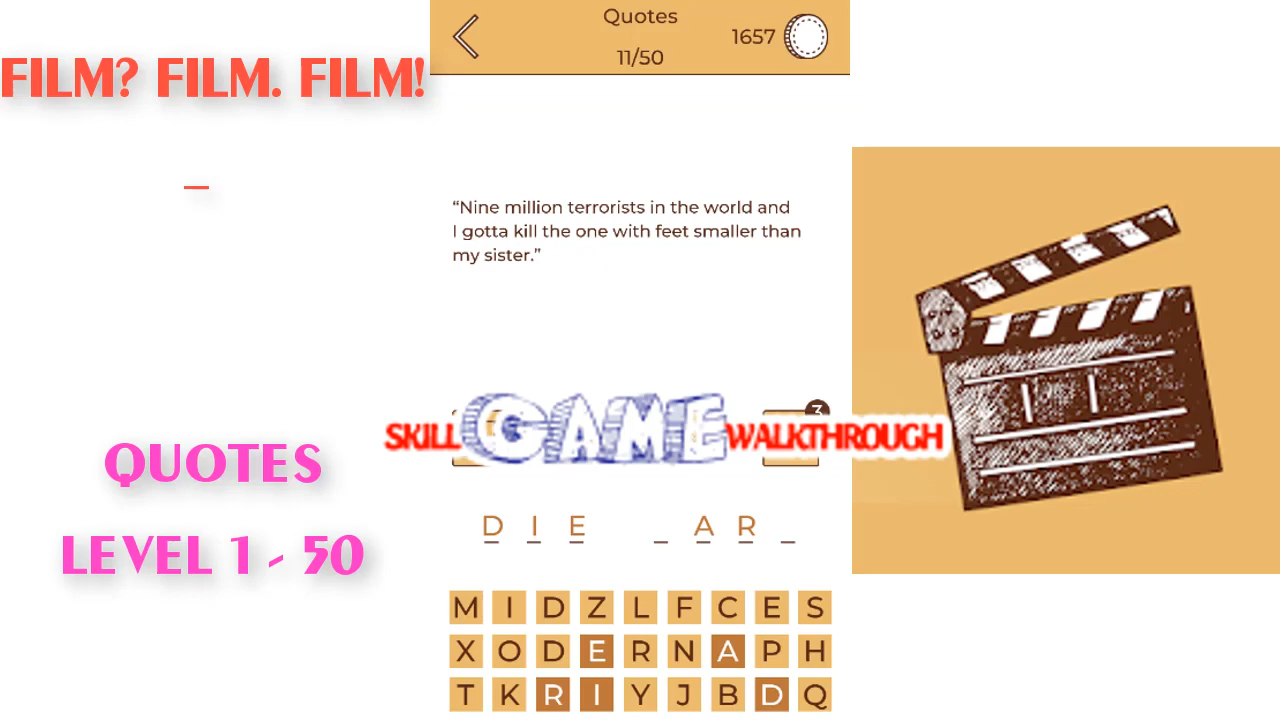 FILM? FILM. FILM!
–
QUOTES
LEVEL 1 - 50
Quotes
11/50
1657
“Nine million terrorists in the world and
I gotta kill the one with feet smaller than
my sister.”
3
SKILL GAME WALKTHROUGH
D I E _ A R _
M I D Z L F C E S
X O D E R N A P H
T K R I Y J B D Q